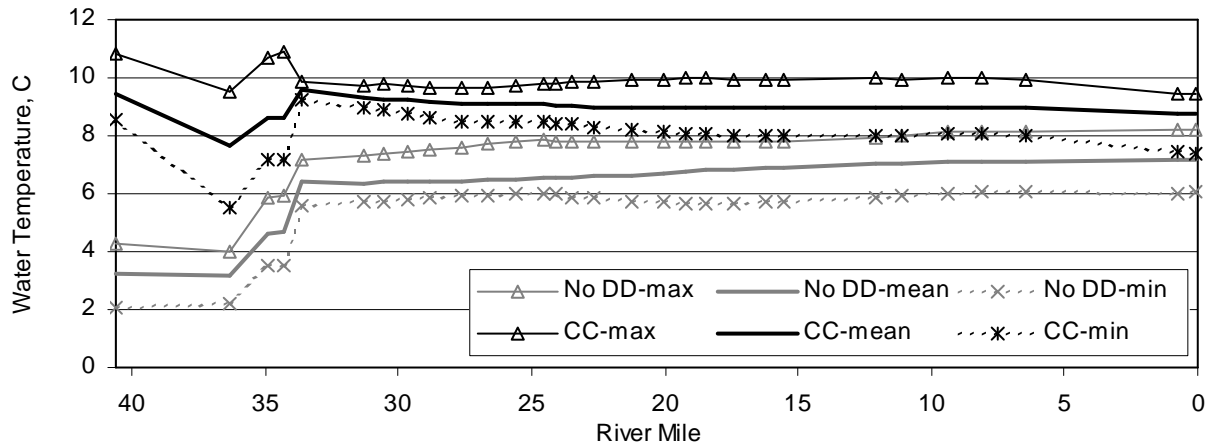 12
10
8
6
4
2
0
Water Temperature, C
No DD-max
No DD-mean
No DD-min
CC-max
CC-mean
CC-min
40 35 30 25 20 15 10 5 0
River Mile